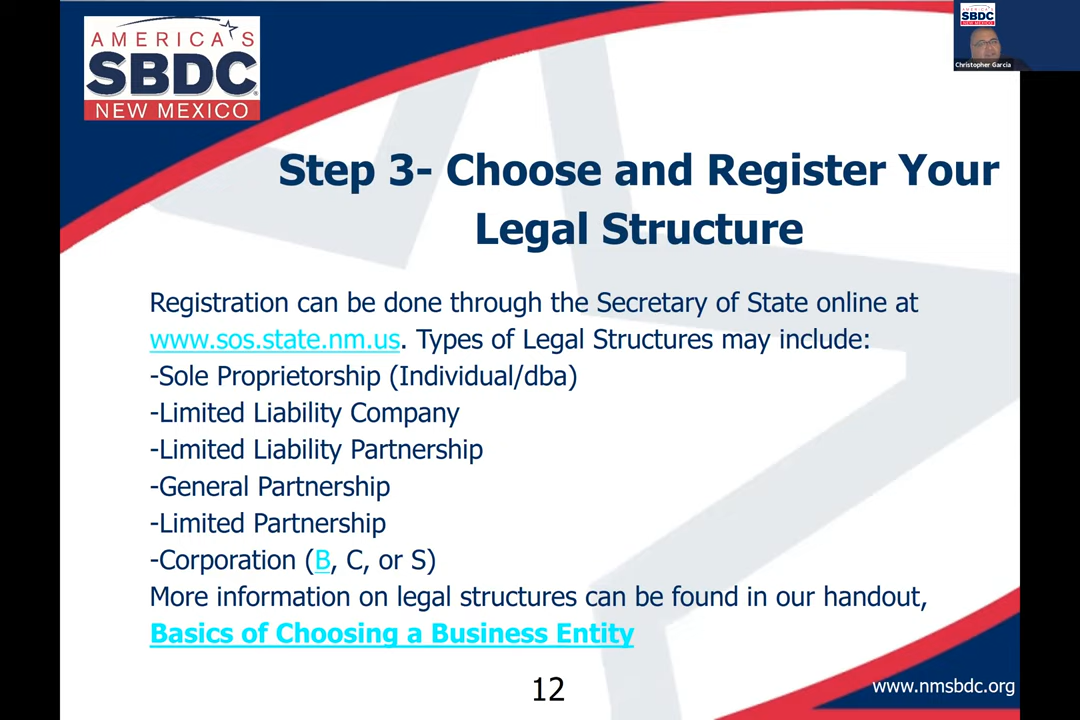 AMERICA'S
SBDC
NEW MEXICO
SBDC
NEW MEXICO
Christopher Garcia
Step 3- Choose and Register Your
Legal Structure
Registration can be done through the Secretary of State online at
www.sos.state.nm.us. Types of Legal Structures may include:
-Sole Proprietorship (Individual/dba)
-Limited Liability Company
-Limited Liability Partnership
-General Partnership
-Limited Partnership
-Corporation (B, C, or S)
More information on legal structures can be found in our handout,
Basics of Choosing a Business Entity
12
www.nmsbdc.org